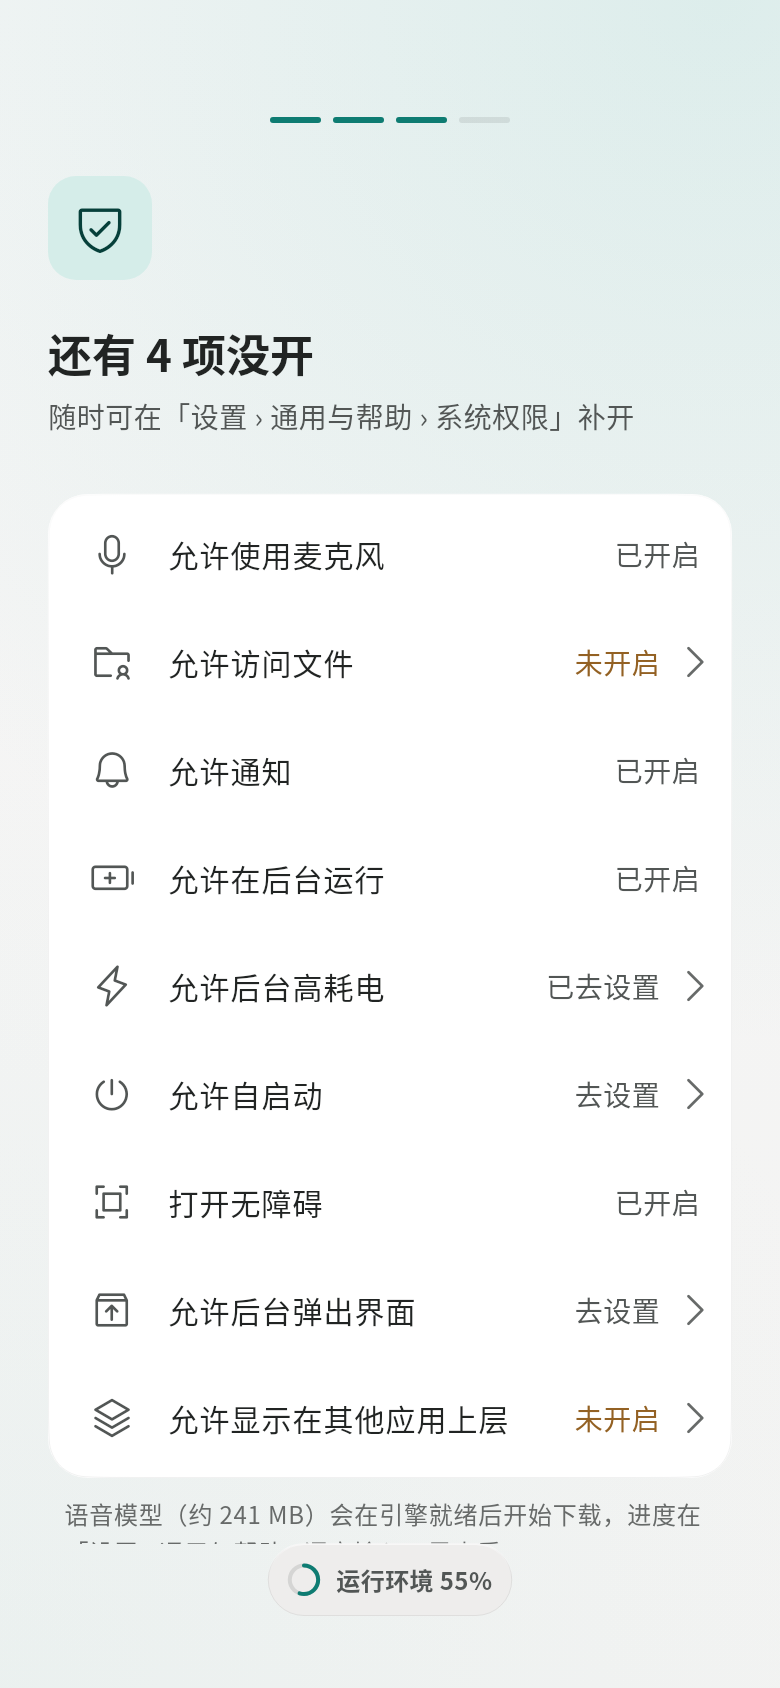 还有 4 项没开
随时可在「设置 › 通用与帮助 › 系统权限」补开
允许使用麦克风 已开启
允许访问文件 未开启
允许通知 已开启
允许在后台运行 已开启
允许后台高耗电 已去设置
允许自启动 去设置
打开无障碍 已开启
允许后台弹出界面 去设置
允许显示在其他应用上层 未开启
语音模型（约 241 MB）会在引擎就绪后开始下载，进度在
运行环境 55%